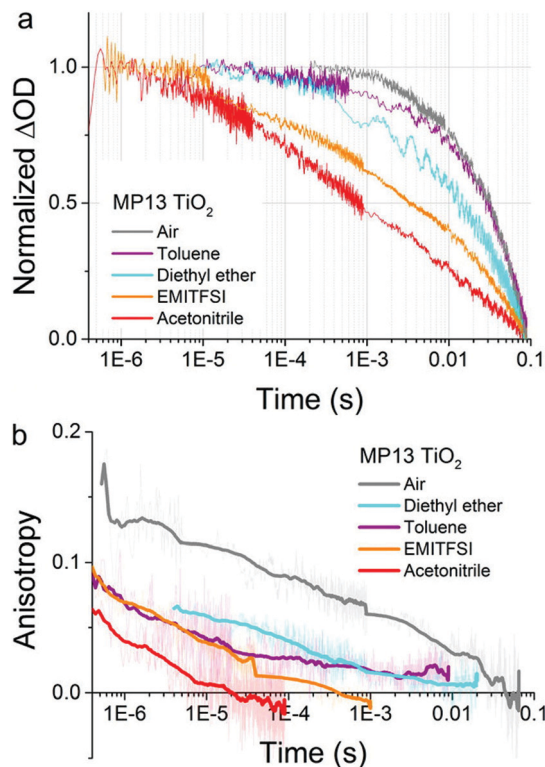 a
Normalized ΔOD
1.0
0.5
0.0
MP13 TiO₂
Air
Toluene
Diethyl ether
EMITFSI
Acetonitrile
1E-6 1E-5 1E-4 1E-3 0.01 0.1
Time (s)
b
Anisotropy
0.2
0.1
0.0
MP13 TiO₂
Air
Diethyl ether
Toluene
EMITFSI
Acetonitrile
1E-6 1E-5 1E-4 1E-3 0.01 0.1
Time (s)